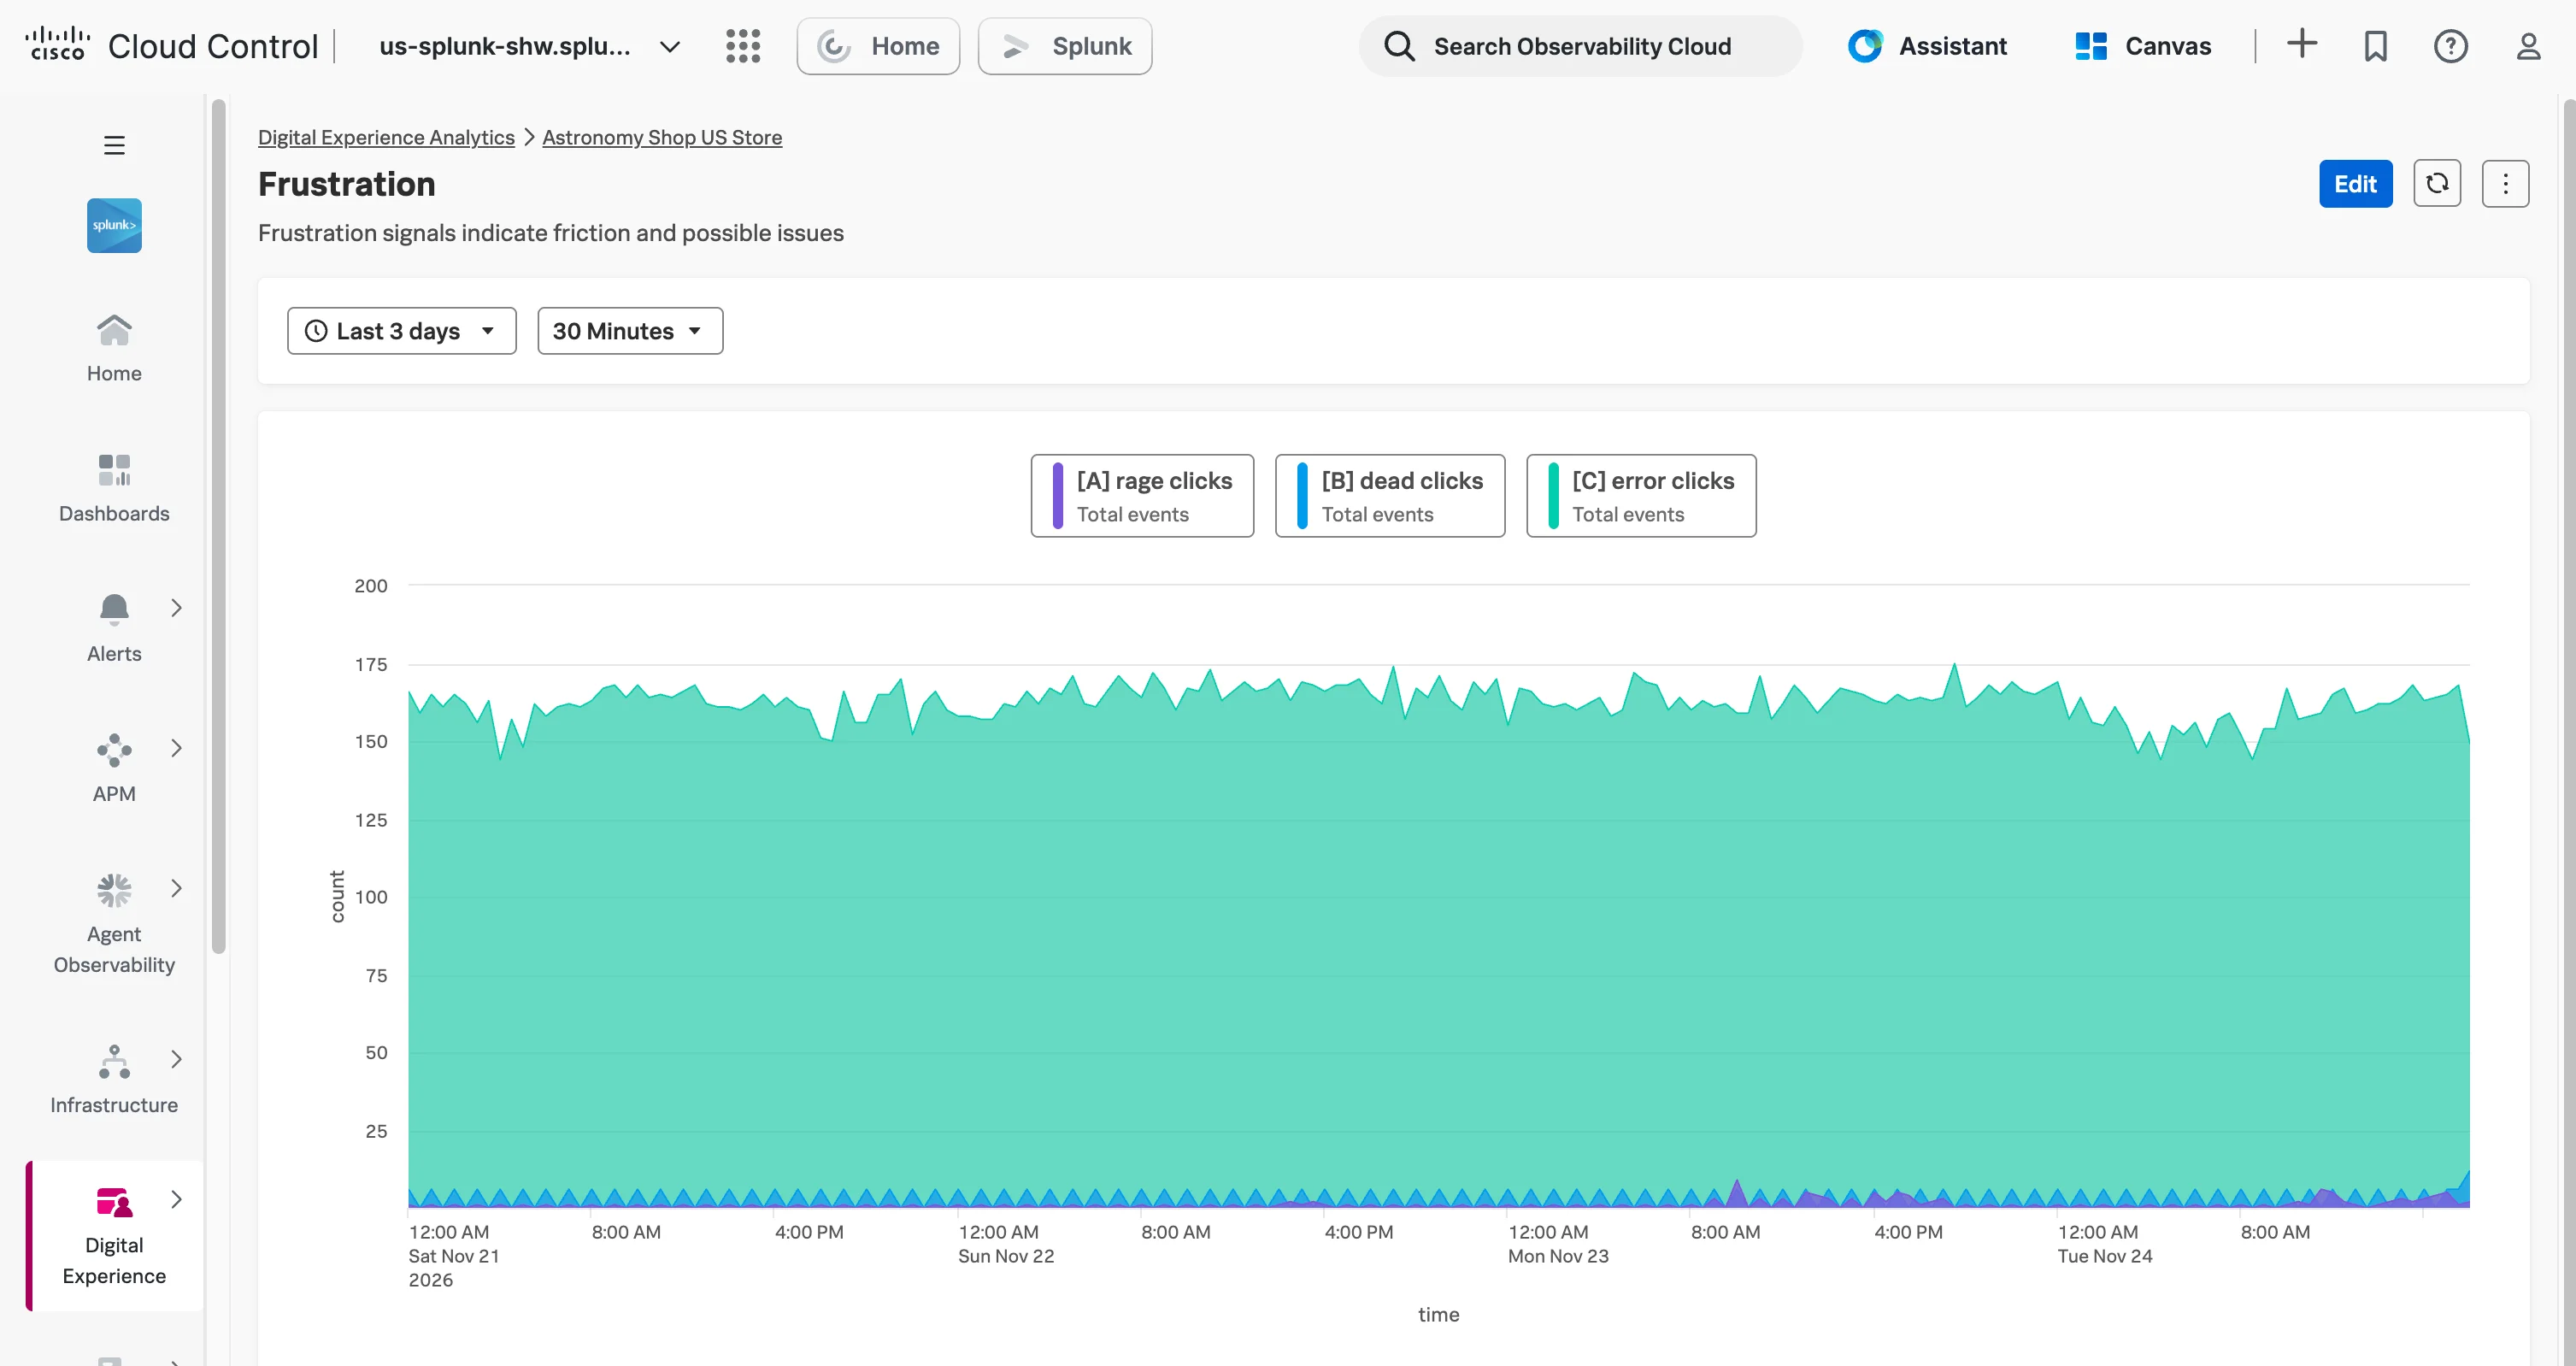 cisco Cloud Control
us-splunk-shw.splu...
Home
Splunk
Search Observability Cloud
Assistant
Canvas
splunk>
Home
Dashboards
Alerts
APM
Agent
Observability
Infrastructure
Digital
Experience
Digital Experience Analytics
Astronomy Shop US Store
Frustration
Frustration signals indicate friction and possible issues
Edit
Last 3 days
30 Minutes
[A] rage clicks
Total events
[B] dead clicks
Total events
[C] error clicks
Total events
count
200
175
150
125
100
75
50
25
12:00 AM 8:00 AM 4:00 PM 12:00 AM 8:00 AM 4:00 PM 12:00 AM 8:00 AM 4:00 PM 12:00 AM 8:00 AM
Sat Nov 21 Sun Nov 22 Mon Nov 23 Tue Nov 24
2026
time